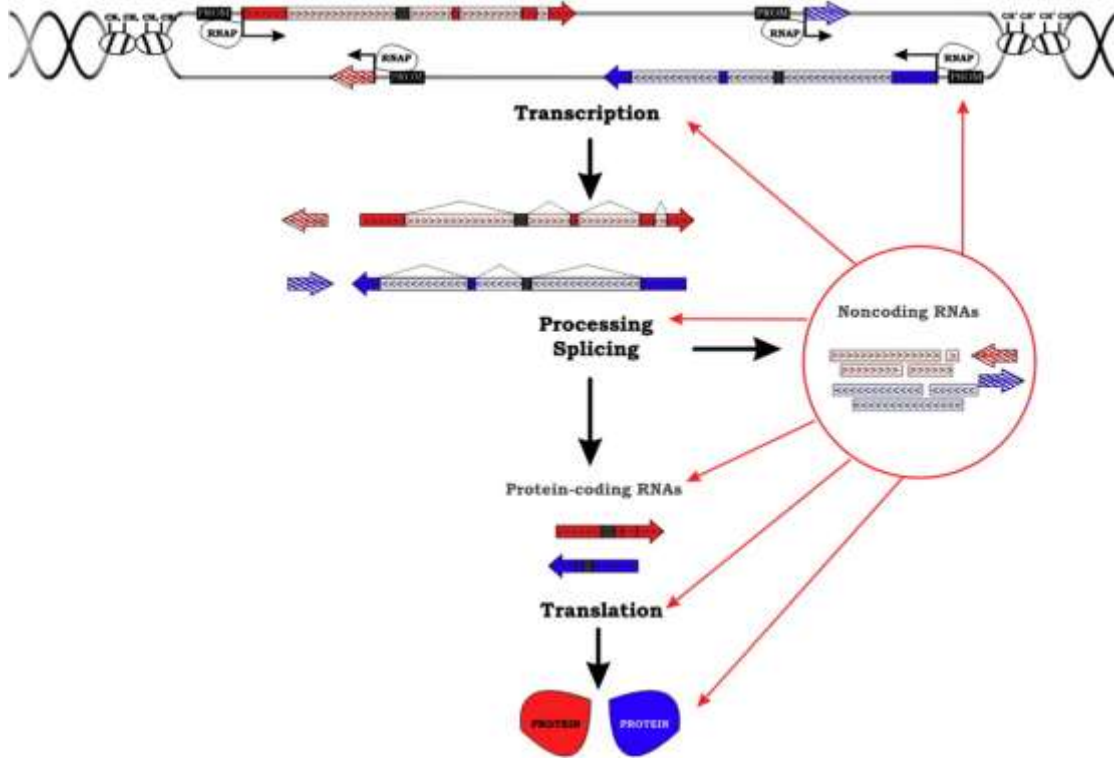 PROM
PROM
RNAP
RNAP
RNAP
RNAP
PROM
PROM
Transcription
Processing
Splicing
Noncoding RNAs
Protein-coding RNAs
Translation
PROTEIN
PROTEIN